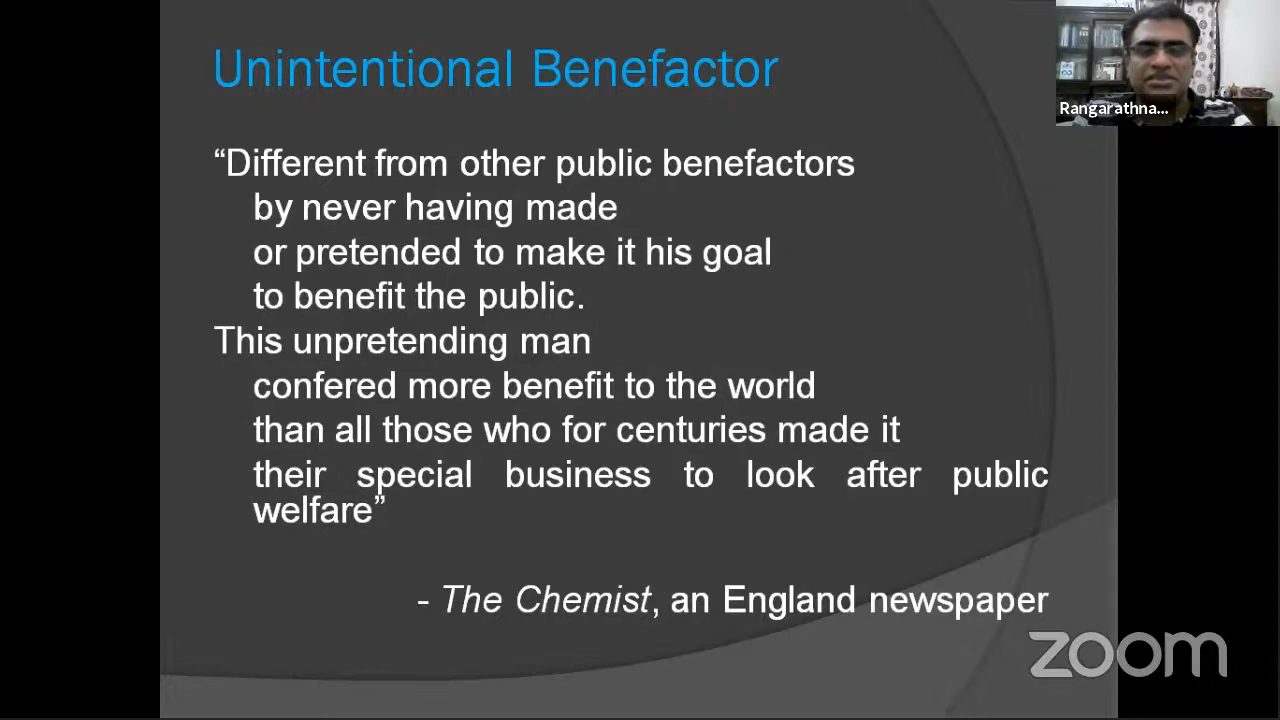 Unintentional Benefactor
Rangarathna...
“Different from other public benefactors
by never having made
or pretended to make it his goal
to benefit the public.
This unpretending man
confered more benefit to the world
than all those who for centuries made it
their special business to look after public
welfare”
- The Chemist, an England newspaper
zoom